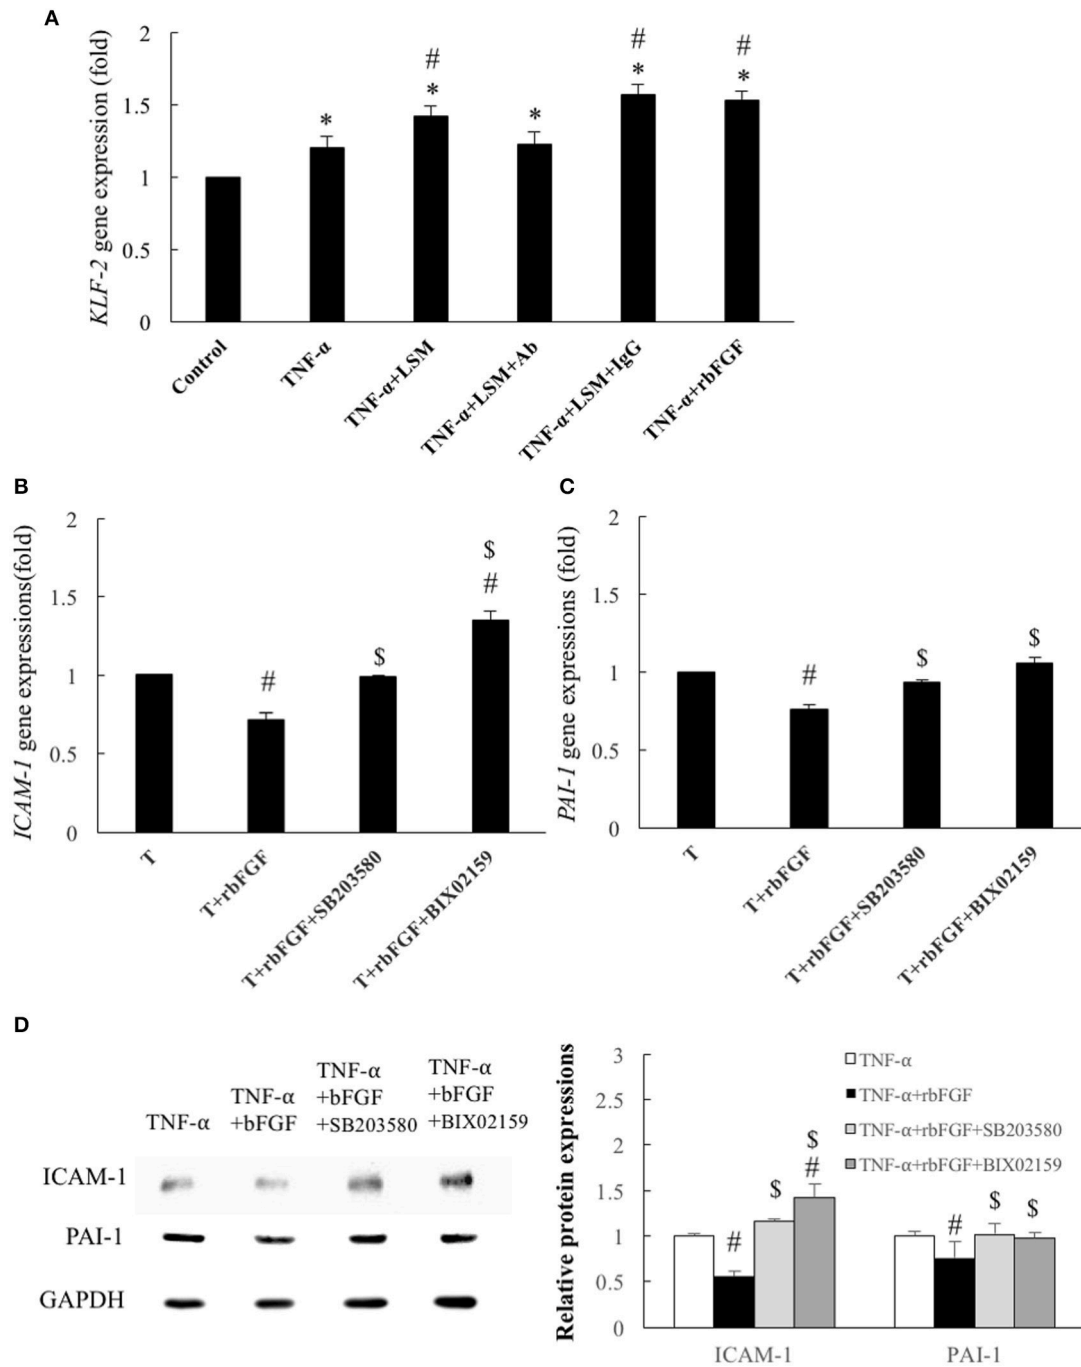 A
KLF-2 gene expression (fold)
2
1.5
1
0.5
0
#
#
#
*
*
*
*
*
Control
TNF-α
TNF-α+LSM
TNF-α+LSM+Ab
TNF-α+LSM+IgG
TNF-α+rbFGF
B
ICAM-1 gene expressions(fold)
2
1.5
1
0.5
0
#
$
$
#
T
T+rbFGF
T+rbFGF+SB203580
T+rbFGF+BIX02159
C
PAI-1 gene expressions (fold)
2
1.5
1
0.5
0
#
$
$
T
T+rbFGF
T+rbFGF+SB203580
T+rbFGF+BIX02159
D
TNF-α
TNF-α
+bFGF
TNF-α
+bFGF
+SB203580
TNF-α
+bFGF
+BIX02159
ICAM-1
PAI-1
GAPDH
Relative protein expressions
3
2.5
2
1.5
1
0.5
0
TNF-α
TNF-α+rbFGF
TNF-α+rbFGF+SB203580
TNF-α+rbFGF+BIX02159
#
$
$
#
#
$
$
ICAM-1
PAI-1